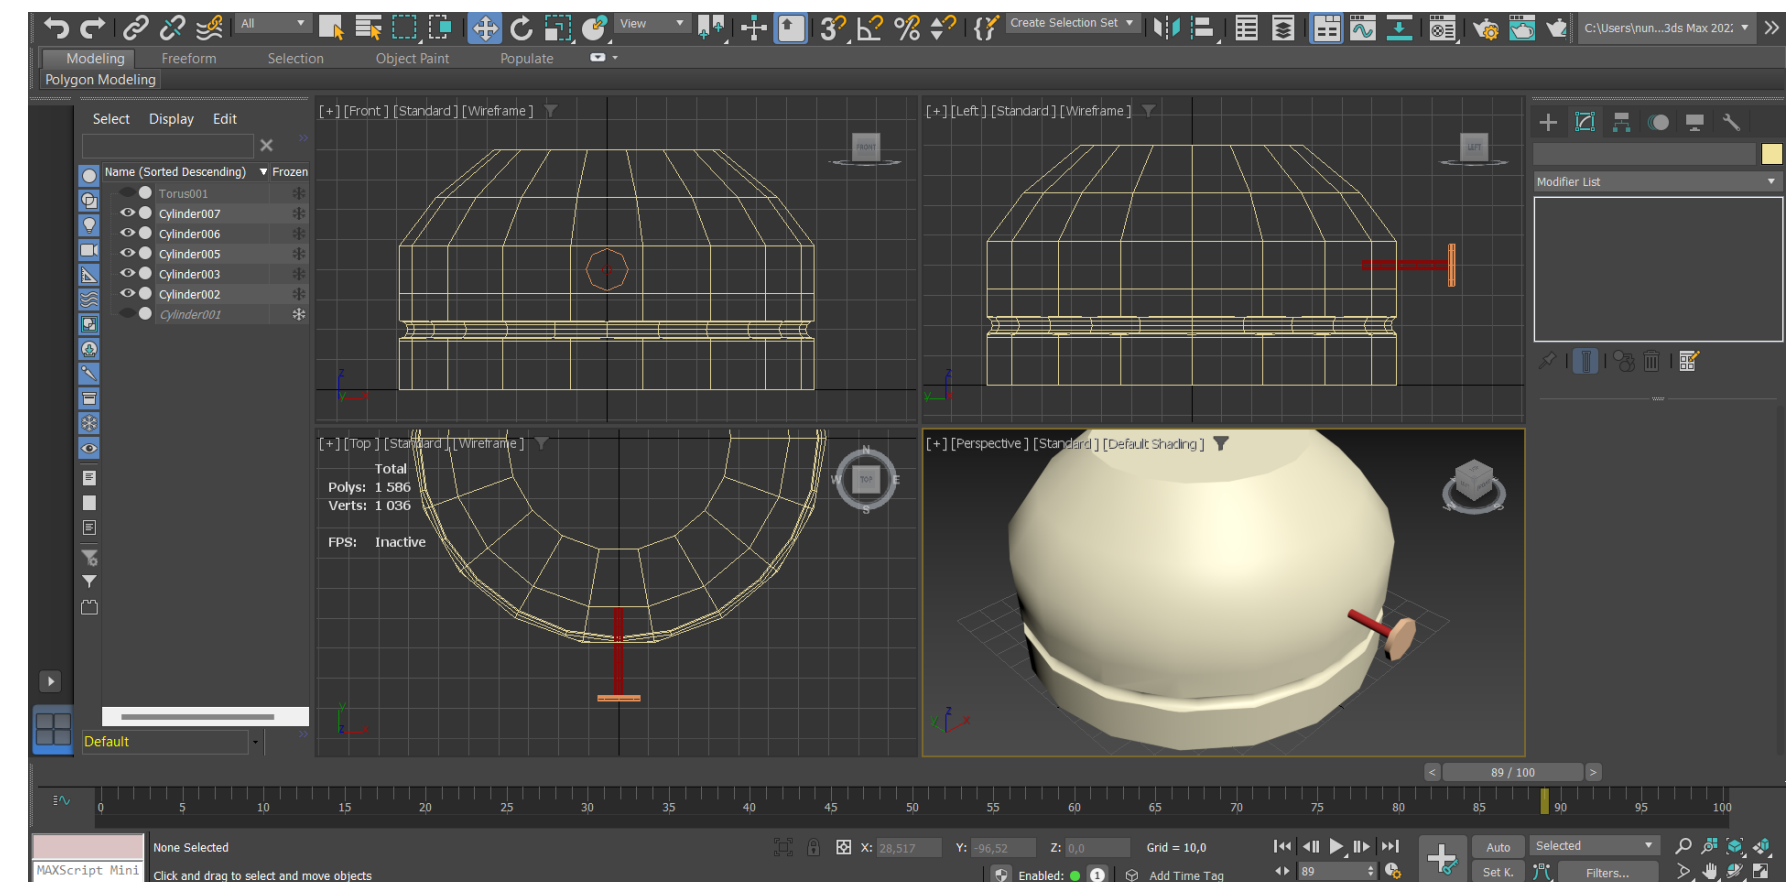 All
View
Create Selection Set
C:\Users\nun...3ds Max 202:
Modeling
Freeform
Selection
Object Paint
Populate
Polygon Modeling
Select
Display
Edit
Name (Sorted Descending)
Frozen
Torus001
Cylinder007
Cylinder006
Cylinder005
Cylinder003
Cylinder002
Cylinder001
Default
[+] [Front ] [Standard ] [Wireframe ]
FRONT
[+] [Left ] [Standard ] [Wireframe ]
LEFT
[+] [Top ] [Standard ] [Wireframe ]
Total
Polys: 1 586
Verts: 1 036
FPS: Inactive
N
W
TOP
E
S
[+] [Perspective ] [Standard ] [Default Shading ]
z
y
x
Modifier List
89 / 100
0 5 10 15 20 25 30 35 40 45 50 55 60 65 70 75 80 85 90 95 100
None Selected
X: 28,517
Y: -96,52
Z: 0,0
Grid = 10,0
Auto
Selected
MAXScript Mini
Click and drag to select and move objects
Enabled:
1
Add Time Tag
89
Set K.
Filters...